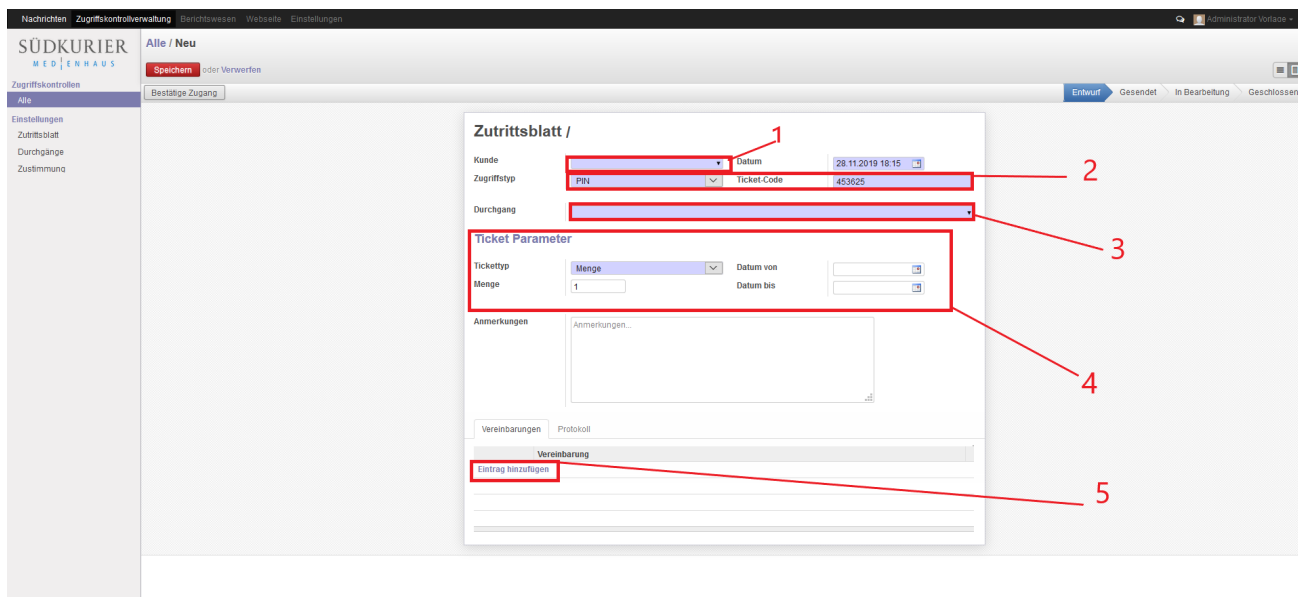 Nachrichten Zugriffskontrollverwaltung Berichtswesen Webseite Einstellungen Administrator Vorlage
SÜDKURIER
MEDIENHAUS
Alle / Neu
Speichern oder Verwerfen
Zugriffskontrollen
Alle
Bestätige Zugang Entwurf Gesendet In Bearbeitung Geschlossen
Einstellungen
Zutrittsblatt
Durchgänge
Zustimmung
Zutrittsblatt /
1
Kunde Datum 28.11.2019 18:15
Zugriffstyp PIN Ticket-Code 453625
2
Durchgang
3
Ticket Parameter
Tickettyp Menge Datum von
Menge 1 Datum bis
Anmerkungen Anmerkungen...
4
Vereinbarungen Protokoll
Vereinbarung
Eintrag hinzufügen
5